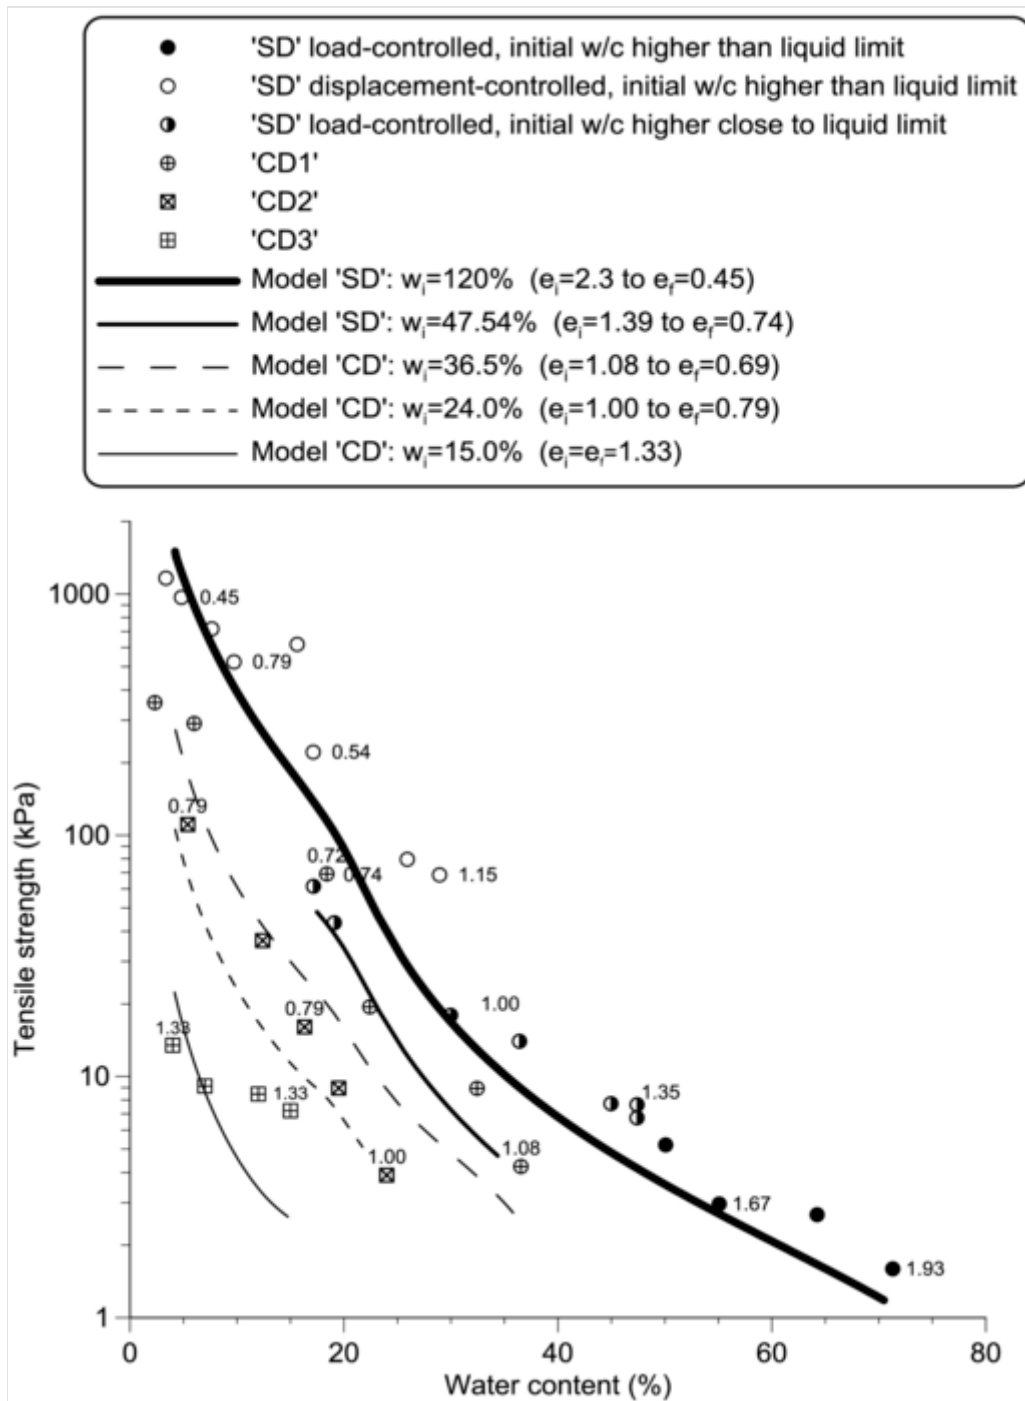 'SD' load-controlled, initial w/c higher than liquid limit
'SD' displacement-controlled, initial w/c higher than liquid limit
'SD' load-controlled, initial w/c higher close to liquid limit
'CD1'
'CD2'
'CD3'
Model 'SD': wᵢ=120% (eᵢ=2.3 to e_f=0.45)
Model 'SD': wᵢ=47.54% (eᵢ=1.39 to e_f=0.74)
Model 'CD': wᵢ=36.5% (eᵢ=1.08 to e_f=0.69)
Model 'CD': wᵢ=24.0% (eᵢ=1.00 to e_f=0.79)
Model 'CD': wᵢ=15.0% (eᵢ=e_f=1.33)
1000
0.45
0.79
0.54
0.79
100
0.72
0.74
1.15
Tensile strength (kPa)
1.00
0.79
1.33
10
1.33
1.35
1.08
1.00
1.67
1.93
1
0 20 40 60 80
Water content (%)